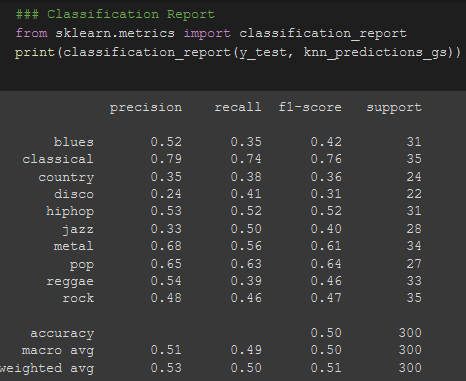 ### Classification Report
from sklearn.metrics import classification_report
print(classification_report(y_test, knn_predictions_gs))
precision recall f1-score support
blues 0.52 0.35 0.42 31
classical 0.79 0.74 0.76 35
country 0.35 0.38 0.36 24
disco 0.24 0.41 0.31 22
hiphop 0.53 0.52 0.52 31
jazz 0.33 0.50 0.40 28
metal 0.68 0.56 0.61 34
pop 0.65 0.63 0.64 27
reggae 0.54 0.39 0.46 33
rock 0.48 0.46 0.47 35
accuracy 0.50 300
macro avg 0.51 0.49 0.50 300
weighted avg 0.53 0.50 0.51 300